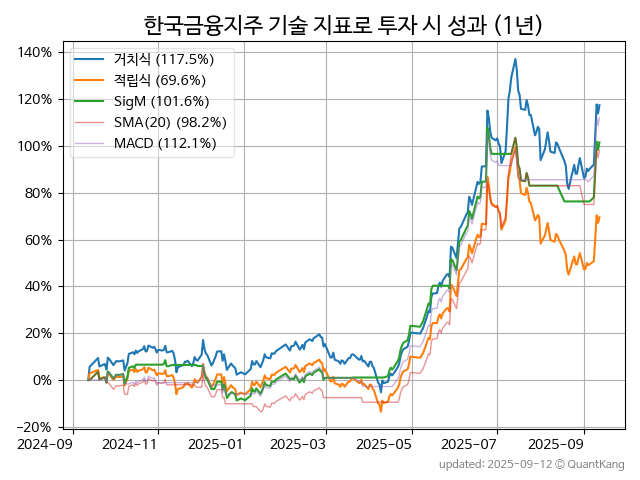 한국금융지주 기술 지표로 투자 시 성과 (1년)
140%
120%
100%
80%
60%
40%
20%
0%
−20%
거치식 (117.5%)
적립식 (69.6%)
SigM (101.6%)
SMA(20) (98.2%)
MACD (112.1%)
2024-09 2024-11 2025-01 2025-03 2025-05 2025-07 2025-09
updated: 2025-09-12 © QuantKang